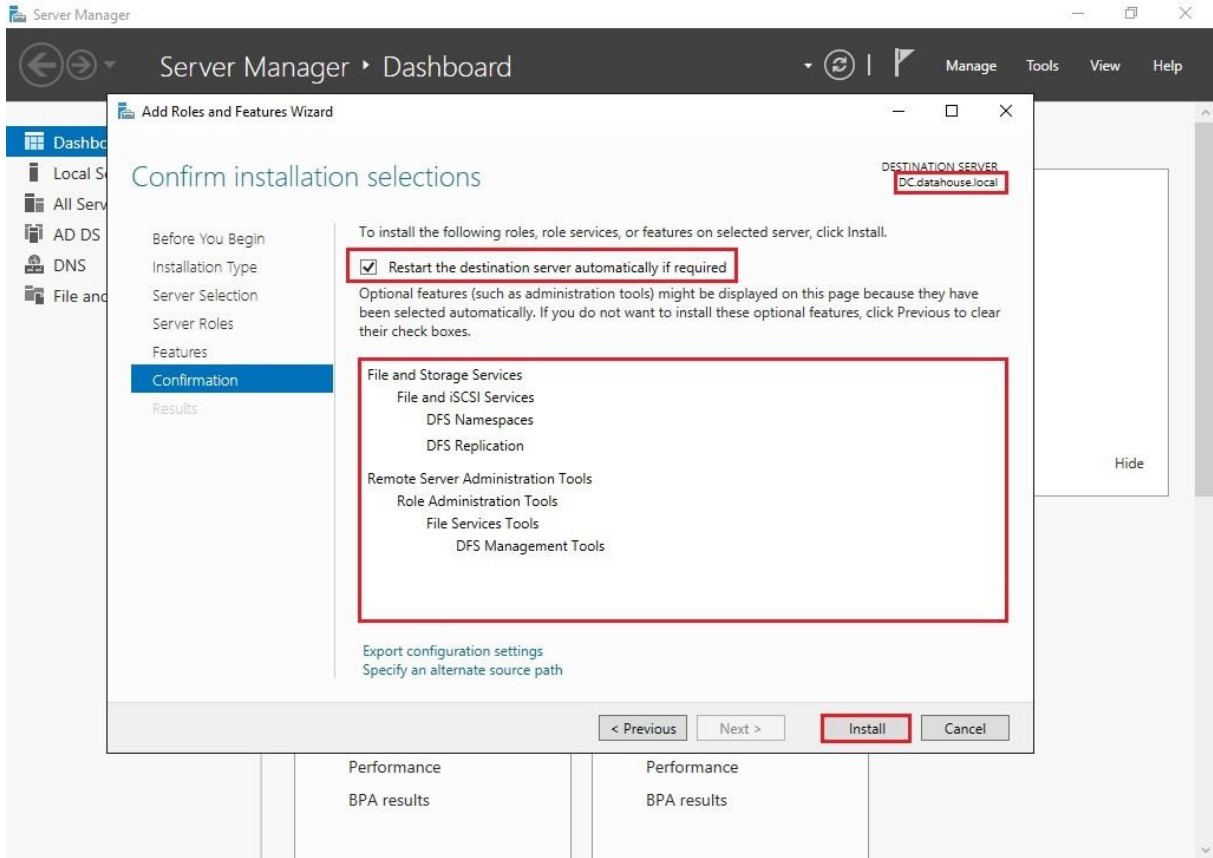 Server Manager
Server Manager ‣ Dashboard
Manage Tools View Help
Add Roles and Features Wizard
Dashbo
Local Se
All Serv
AD DS
DNS
File and
Confirm installation selections
DESTINATION SERVER
DC.datahouse.local
Before You Begin
Installation Type
Server Selection
Server Roles
Features
Confirmation
Results
To install the following roles, role services, or features on selected server, click Install.
Restart the destination server automatically if required
Optional features (such as administration tools) might be displayed on this page because they have
been selected automatically. If you do not want to install these optional features, click Previous to clear
their check boxes.
File and Storage Services
File and iSCSI Services
DFS Namespaces
DFS Replication
Remote Server Administration Tools
Role Administration Tools
File Services Tools
DFS Management Tools
Export configuration settings
Specify an alternate source path
< Previous Next > Install Cancel
Hide
Performance Performance
BPA results BPA results